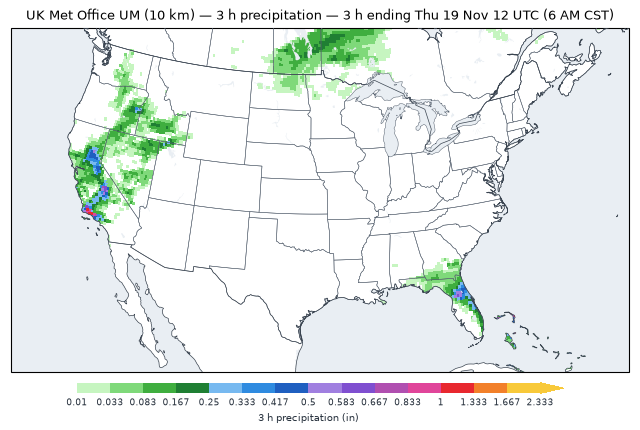 UK Met Office UM (10 km) — 3 h precipitation — 3 h ending Thu 19 Nov 12 UTC (6 AM CST)
0.01 0.033 0.083 0.167 0.25 0.333 0.417 0.5 0.583 0.667 0.833 1 1.333 1.667 2.333
3 h precipitation (in)